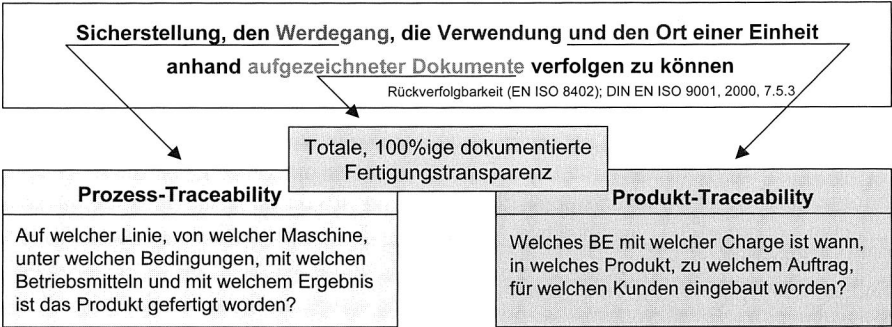 Sicherstellung, den Werdegang, die Verwendung und den Ort einer Einheit
anhand aufgezeichneter Dokumente verfolgen zu können
Rückverfolgbarkeit (EN ISO 8402); DIN EN ISO 9001, 2000, 7.5.3
Totale, 100%ige dokumentierte
Fertigungstransparenz
Prozess-Traceability
Auf welcher Linie, von welcher Maschine,
unter welchen Bedingungen, mit welchen
Betriebsmitteln und mit welchem Ergebnis
ist das Produkt gefertigt worden?
Produkt-Traceability
Welches BE mit welcher Charge ist wann,
in welches Produkt, zu welchem Auftrag,
für welchen Kunden eingebaut worden?